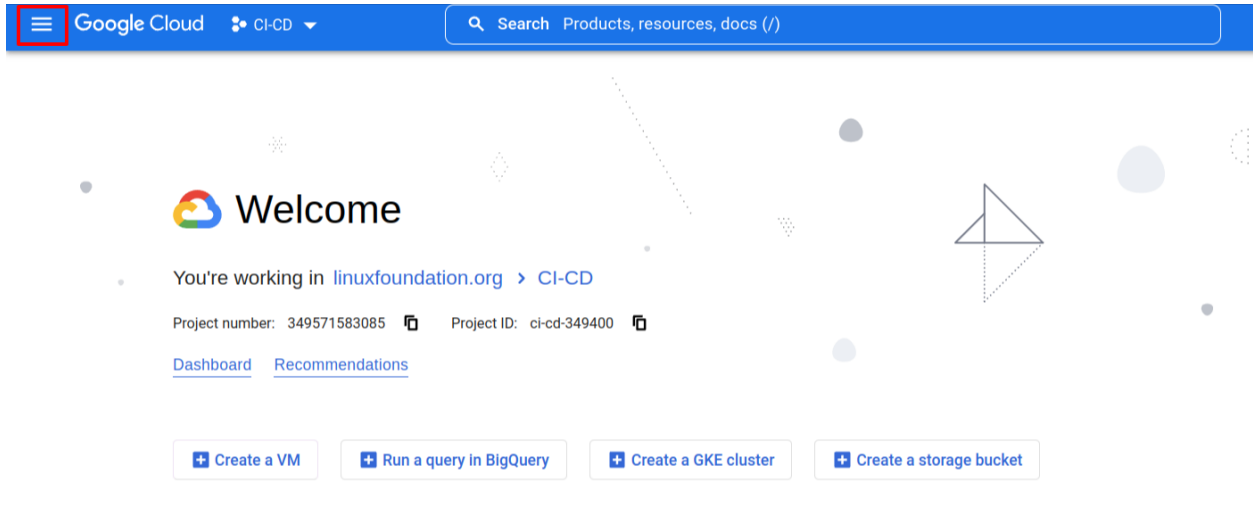 Google Cloud CI-CD Search Products, resources, docs (/)
Welcome
You're working in linuxfoundation.org > CI-CD
Project number: 349571583085 Project ID: ci-cd-349400
Dashboard Recommendations
Create a VM Run a query in BigQuery Create a GKE cluster Create a storage bucket